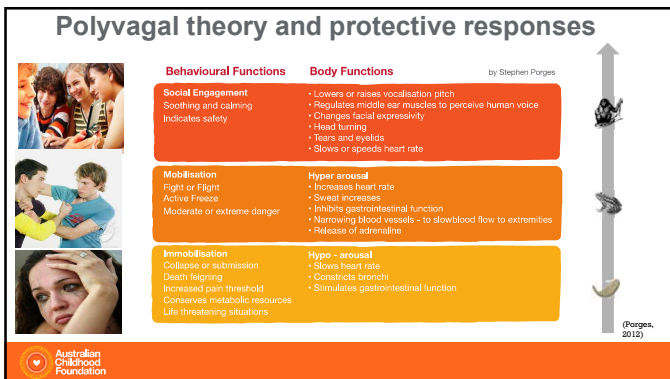 Polyvagal theory and protective responses
Behavioural Functions
Body Functions
by Stephen Porges
Social Engagement
Soothing and calming
Indicates safety
• Lowers or raises vocalisation pitch
• Regulates middle ear muscles to perceive human voice
• Changes facial expressivity
• Head turning
• Tears and eyelids
• Slows or speeds heart rate
Mobilisation
Fight or Flight
Active Freeze
Moderate or extreme danger
Hyper arousal
• Increases heart rate
• Sweat increases
• Inhibits gastrointestinal function
• Narrowing blood vessels - to slowblood flow to extremities
• Release of adrenaline
Immobilisation
Collapse or submission
Death feigning
Increased pain threshold
Conserves metabolic resources
Life threatening situations
Hypo - arousal
• Slows heart rate
• Constricts bronchi
• Stimulates gastrointestinal function
(Porges,
2012)
Australian
Childhood
Foundation